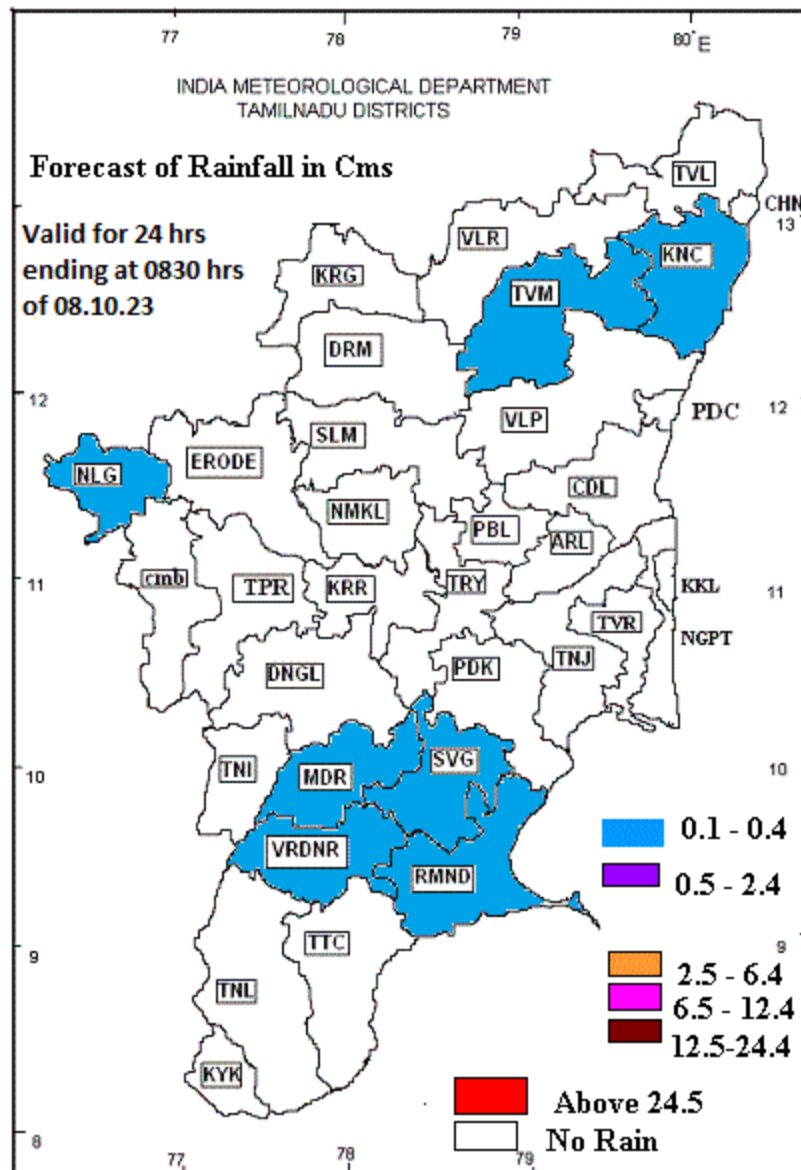 77 78 79 80° E
INDIA METEOROLOGICAL DEPARTMENT
TAMILNADU DISTRICTS
Forecast of Rainfall in Cms
TVL
CHN
13
Valid for 24 hrs
ending at 0830 hrs
of 08.10.23
VLR
KNC
KRG
TVM
DRM
12
12
PDC
VLP
SLM
ERODE
NLG
CDL
NMKL
PBL
ARL
11
cmb
TPR
KRR
TRY
KKL
11
TVR
NGPT
DNGL
PDK
TNJ
10
TNI
MDR
SVG
10
0.1 - 0.4
VRDNR
RMND
0.5 - 2.4
9
TTC
9
2.5 - 6.4
TNL
6.5 - 12.4
12.5-24.4
KYK
Above 24.5
8
No Rain
77 78 79